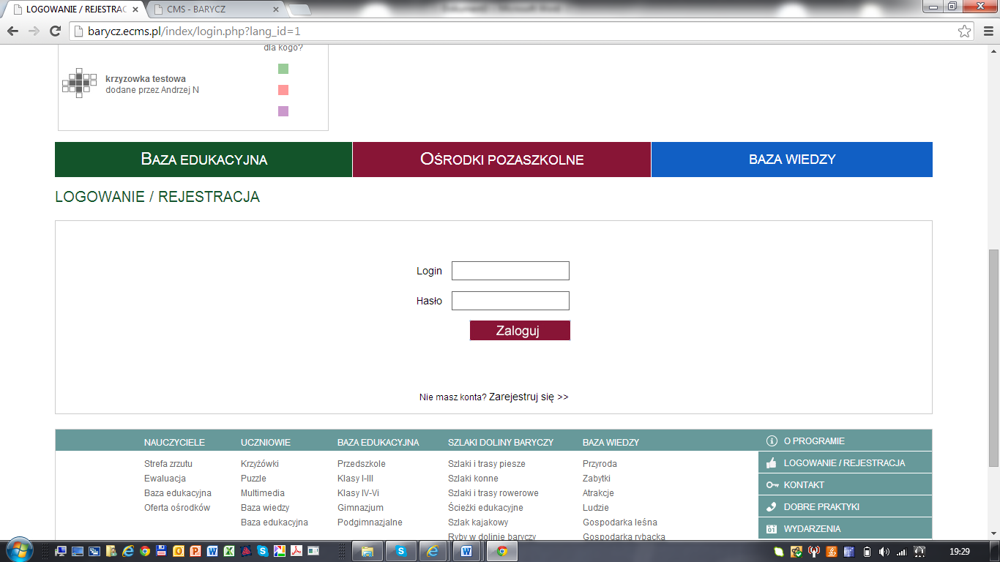 LOGOWANIE / REJESTRAC
CMS - BARYCZ
barycz.ecms.pl/index/login.php?lang_id=1
dla kogo?
krzyzowka testowa
dodane przez Andrzej N
BAZA EDUKACYJNA
OŚRODKI POZASZKOLNE
BAZA WIEDZY
LOGOWANIE / REJESTRACJA
Login
Hasło
Zaloguj
Nie masz konta? Zarejestruj się >>
NAUCZYCIELE
Strefa zrzutu
Ewaluacja
Baza edukacyjna
Oferta ośrodków
UCZNIOWIE
Krzyżówki
Puzzle
Multimedia
Baza wiedzy
Baza edukacyjna
BAZA EDUKACYJNA
Przedszkole
Klasy I-III
Klasy IV-Vi
Gimnazjum
Podgimnazjalne
SZLAKI DOLINY BARYCZY
Szlaki i trasy piesze
Szlaki konne
Szlaki i trasy rowerowe
Ścieżki edukacyjne
Szlak kajakowy
Ryby w dolinie baryczy
BAZA WIEDZY
Przyroda
Zabytki
Atrakcje
Ludzie
Gospodarka leśna
Gospodarka rybacka
O PROGRAMIE
LOGOWANIE / REJESTRACJA
KONTAKT
DOBRE PRAKTYKI
WYDARZENIA
19:29